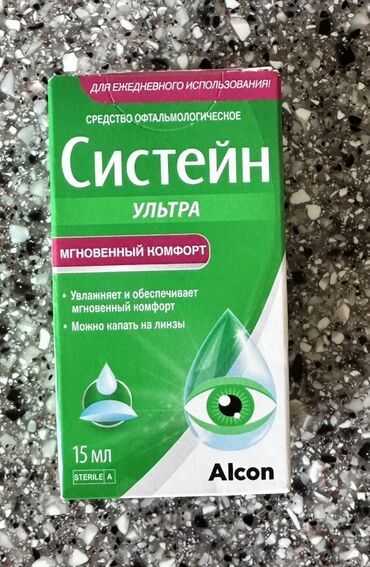 ДЛЯ ЕЖЕДНЕВНОГО ИСПОЛЬЗОВАНИЯ!
СРЕДСТВО ОФТАЛЬМОЛОГИЧЕСКОЕ
Систейн
УЛЬТРА
МГНОВЕННЫЙ КОМФОРТ
• Увлажняет и обеспечивает
мгновенный комфорт
• Можно капать на линзы
15 МЛ
STERILE A
Alcon